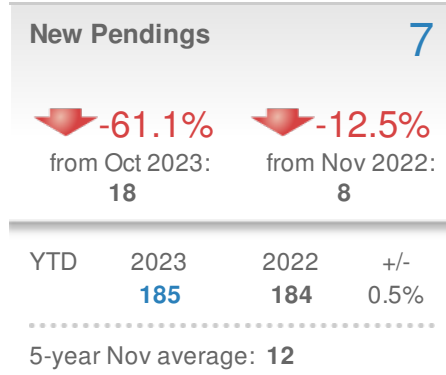 New Pendings 7
-61.1% -12.5%
from Oct 2023: from Nov 2022:
18 8
YTD 2023 2022 +/-
185 184 0.5%
5-year Nov average: 12